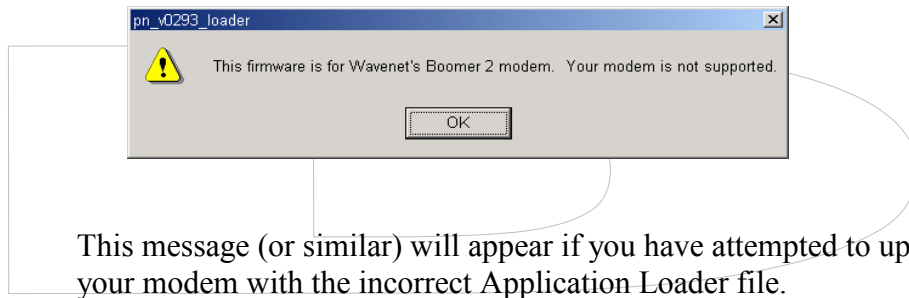 pn_v0293_loader
This firmware is for Wavenet's Boomer 2 modem. Your modem is not supported.
OK
This message (or similar) will appear if you have attempted to up
your modem with the incorrect Application Loader file.